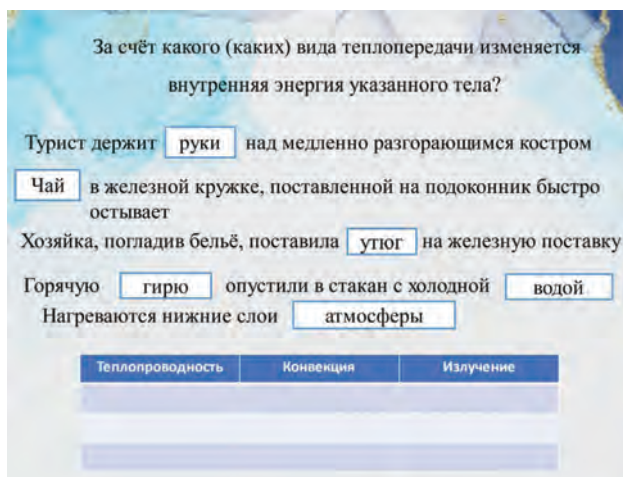 За счёт какого (каких) вида теплопередачи изменяется
внутренняя энергия указанного тела?
Турист держит руки над медленно разгорающимся костром
Чай в железной кружке, поставленной на подоконник быстро
остывает
Хозяйка, погладив бельё, поставила утюг на железную поставку
Горячую гирю опустили в стакан с холодной водой
Нагреваются нижние слои атмосферы
Теплопроводность Конвекция Излучение